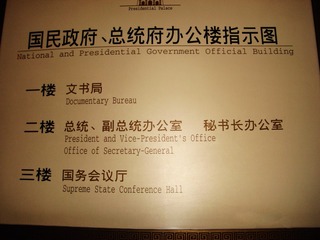 Presidential Palace
国民政府、总统府办公楼指示图
National and Presidential Government Official Building
一楼 文书局
Documentary Bureau
二楼 总统、副总统办公室 秘书长办公室
President and Vice-President's Office
Office of Secretary-General
三楼 国务会议厅
Supreme State Conference Hall